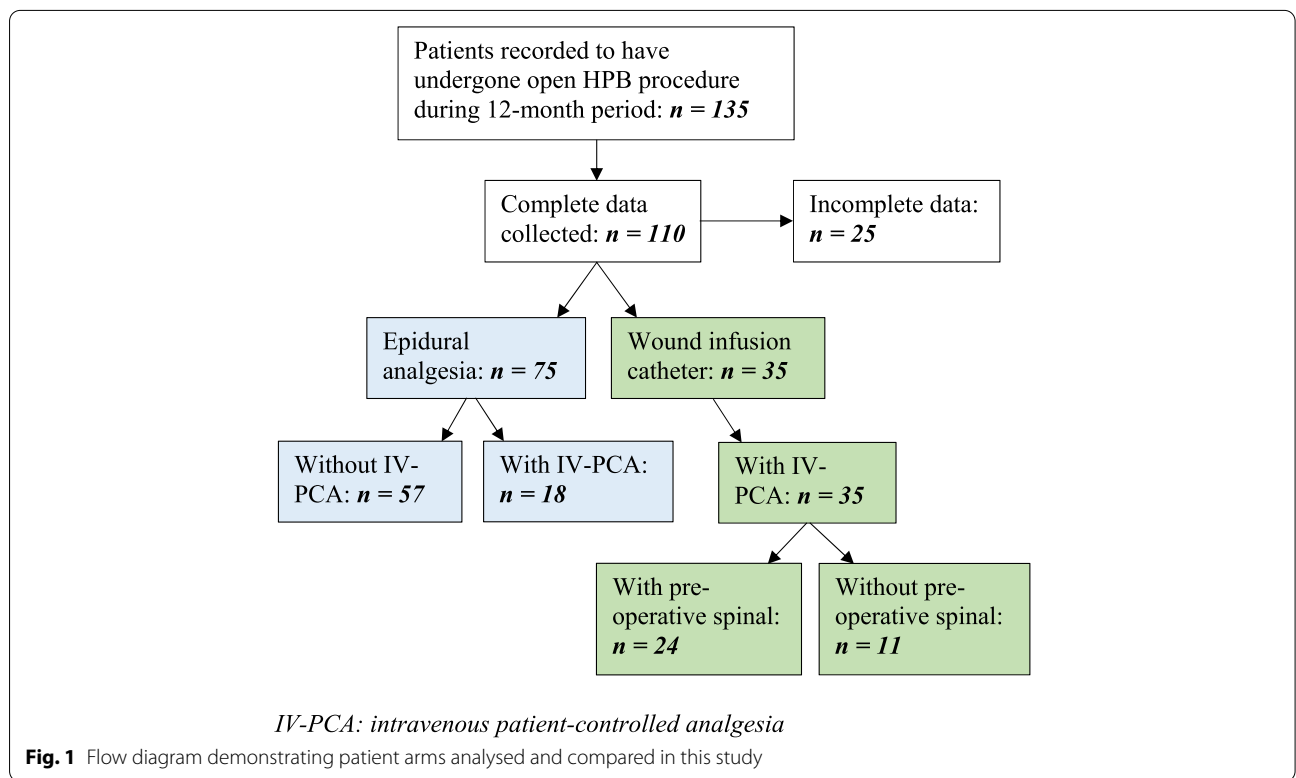 Patients recorded to have
undergone open HPB procedure
during 12-month period: n = 135
Complete data
collected: n = 110
Incomplete data:
n = 25
Epidural
analgesia: n = 75
Wound infusion
catheter: n = 35
Without IV-
PCA: n = 57
With IV-PCA:
n = 18
With IV-
PCA: n = 35
With pre-
operative spinal:
n = 24
Without pre-
operative spinal:
n = 11
IV-PCA: intravenous patient-controlled analgesia
Fig. 1 Flow diagram demonstrating patient arms analysed and compared in this study